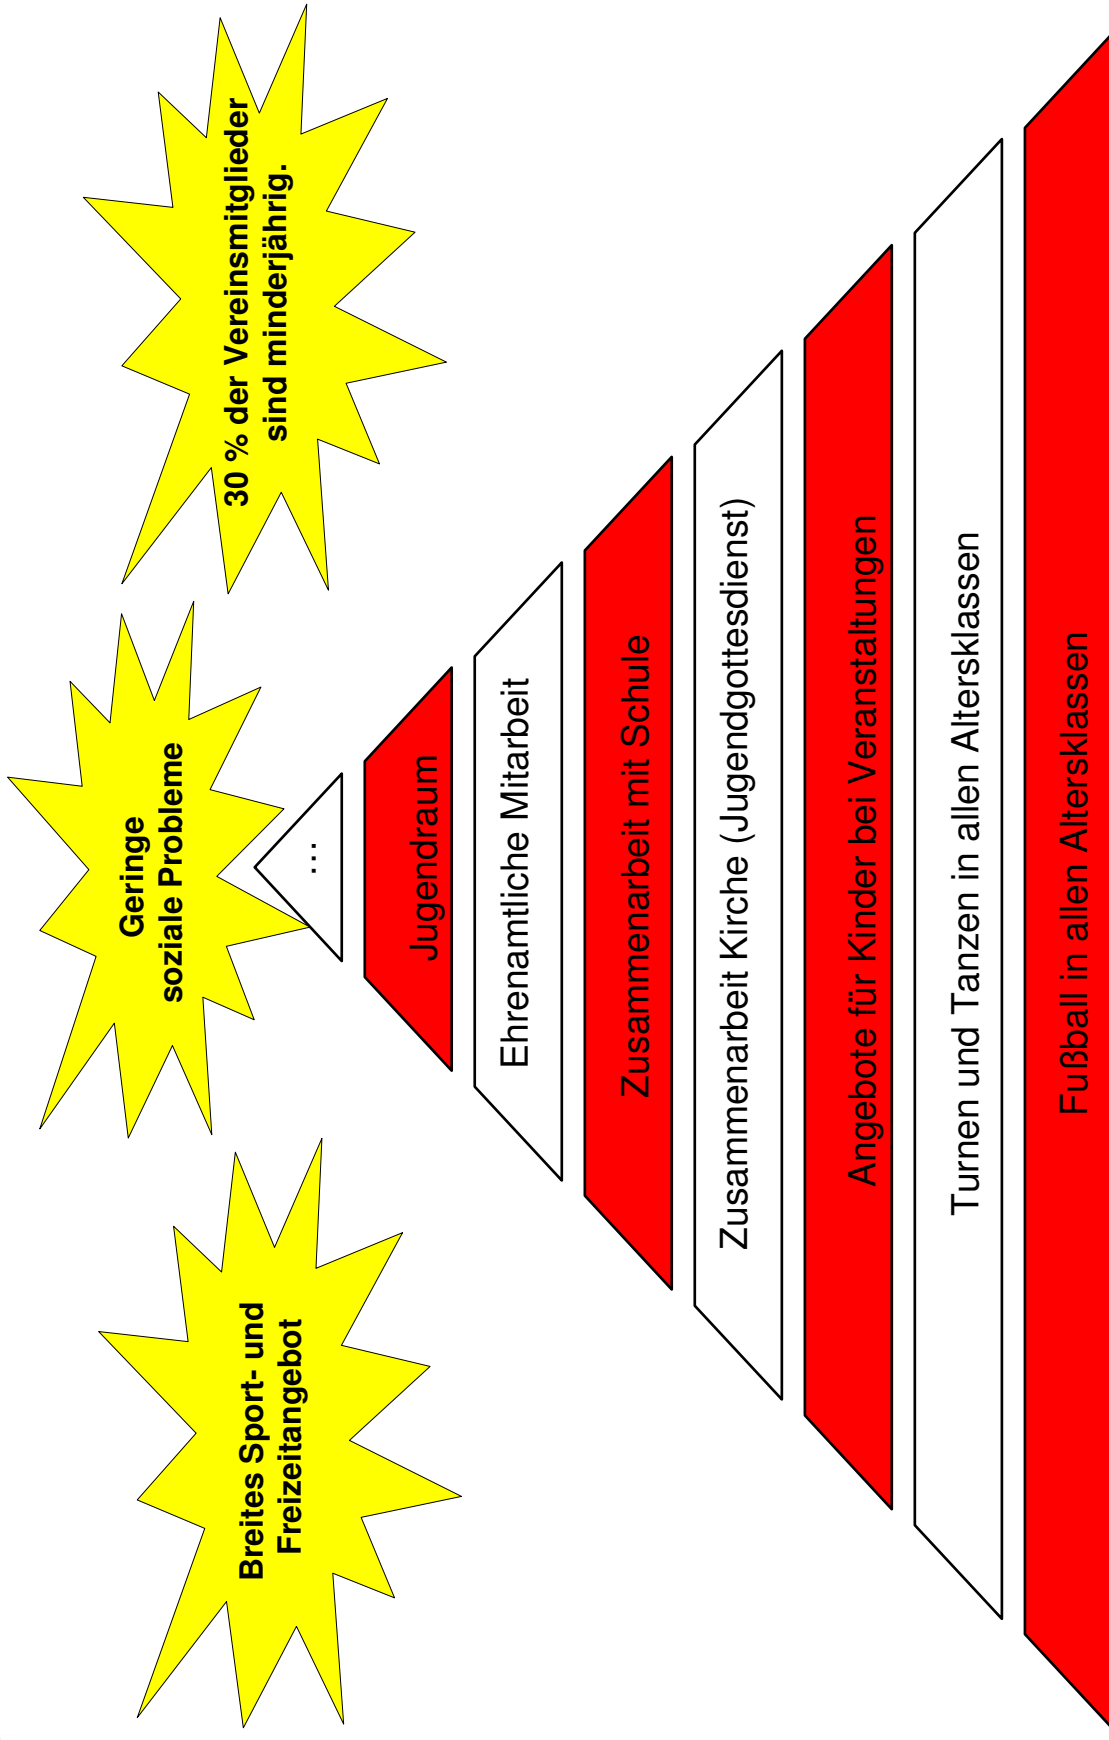 Breites Sport- und
Freizeitangebot
Geringe
soziale Probleme
30 % der Vereinsmitglieder
sind minderjährig.
...
Jugendraum
Ehrenamtliche Mitarbeit
Zusammenarbeit mit Schule
Zusammenarbeit Kirche (Jugendgottesdienst)
Angebote für Kinder bei Veranstaltungen
Turnen und Tanzen in allen Altersklassen
Fußball in allen Altersklassen